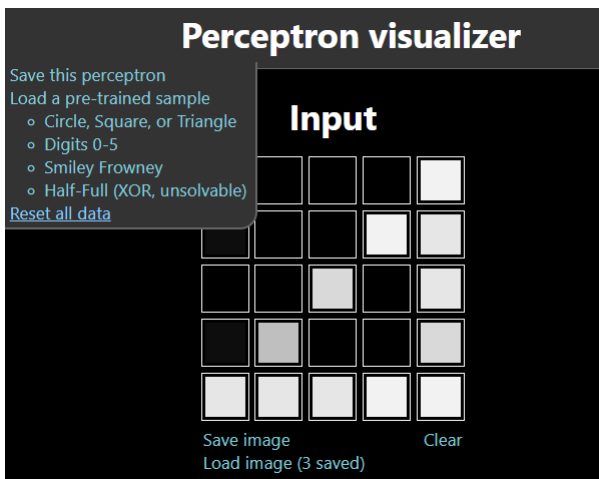 Perceptron visualizer
Save this perceptron
Load a pre-trained sample
Circle, Square, or Triangle
Digits 0-5
Smiley Frowney
Half-Full (XOR, unsolvable)
Reset all data
Input
Save image
Clear
Load image (3 saved)